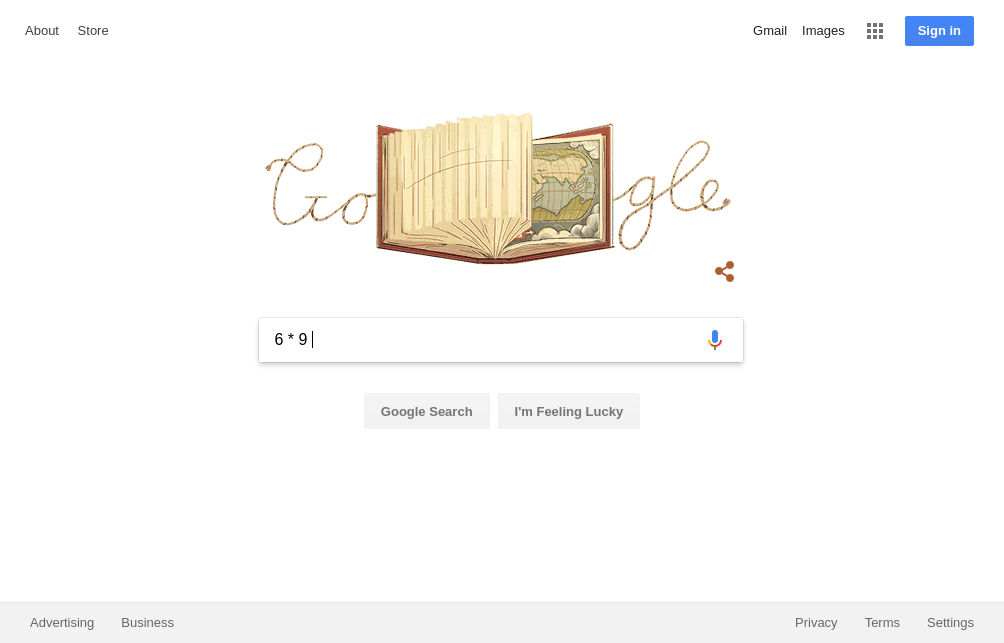 About Store Gmail Images Sign in
Google
6 * 9
Google Search I'm Feeling Lucky
Advertising Business Privacy Terms Settings